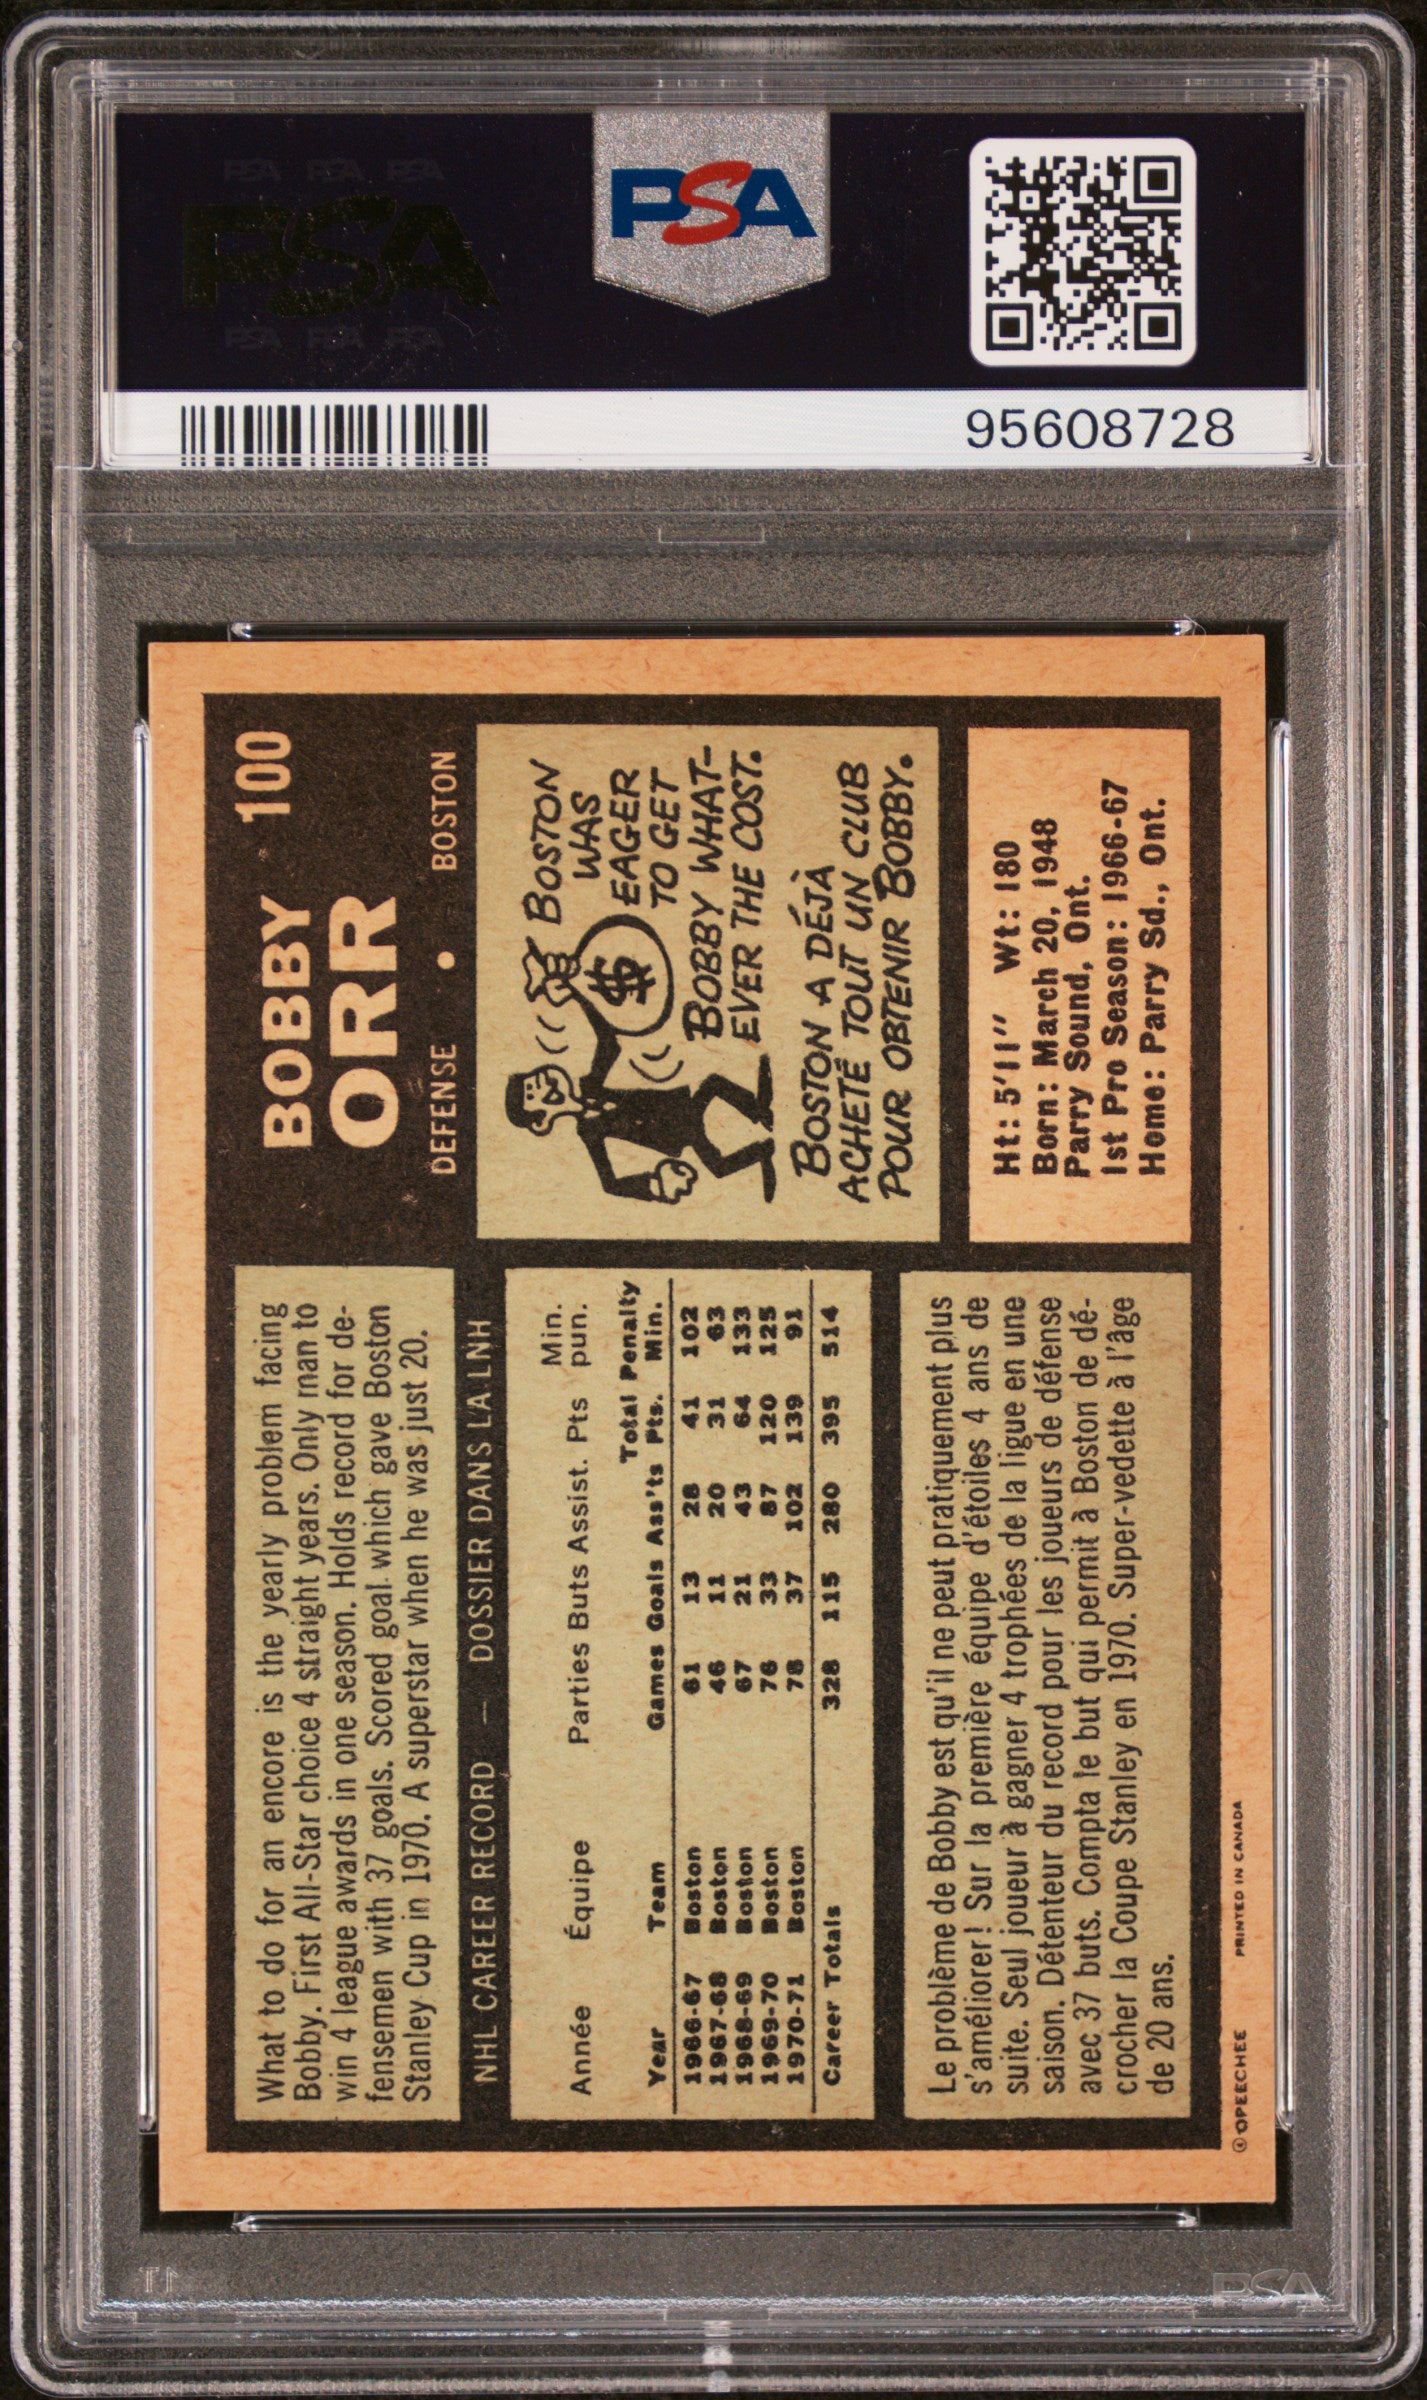 PSA PSA PSA
PSA
PSA PSA PSA
PSA
95608728
BOBBY 100
ORR
DEFENSE • BOSTON
What to do for an encore is the yearly problem facing
Bobby. First All-Star choice 4 straight years. Only man to
win 4 league awards in one season. Holds record for de-
fensemen with 37 goals. Scored goal which gave Boston
Stanley Cup in 1970. A superstar when he was just 20.
BOSTON
WAS
EAGER
TO GET
BOBBY WHAT-
EVER THE COST.
$
BOSTON A DÉJÀ
ACHETÉ TOUT UN CLUB
POUR OBTENIR BOBBY.
NHL CAREER RECORD — DOSSIER DANS LA LNH
Min.
Année Équipe Parties Buts Assist. Pts pun.
Total Penalty
Year Team Games Goals Ass'ts Pts. Min.
1966-67 Boston 61 13 28 41 102
1967-68 Boston 46 11 20 31 63
1968-69 Boston 67 21 43 64 133
1969-70 Boston 76 33 87 120 125
1970-71 Boston 78 37 102 139 91
Career Totals 328 115 280 395 514
Ht: 5'11" Wt: 180
Born: March 20, 1948
Parry Sound, Ont.
1st Pro Season: 1966-67
Home: Parry Sd., Ont.
Le problème de Bobby est qu'il ne peut pratiquement plus
s'améliorer! Sur la première équipe d'étoiles 4 ans de
suite. Seul joueur à gagner 4 trophées de la ligue en une
saison. Détenteur du record pour les joueurs de défense
avec 37 buts. Compta le but qui permit à Boston de dé-
crocher la Coupe Stanley en 1970. Super-vedette à l'âge
de 20 ans.
© OPEECHEE PRINTED IN CANADA
PSA